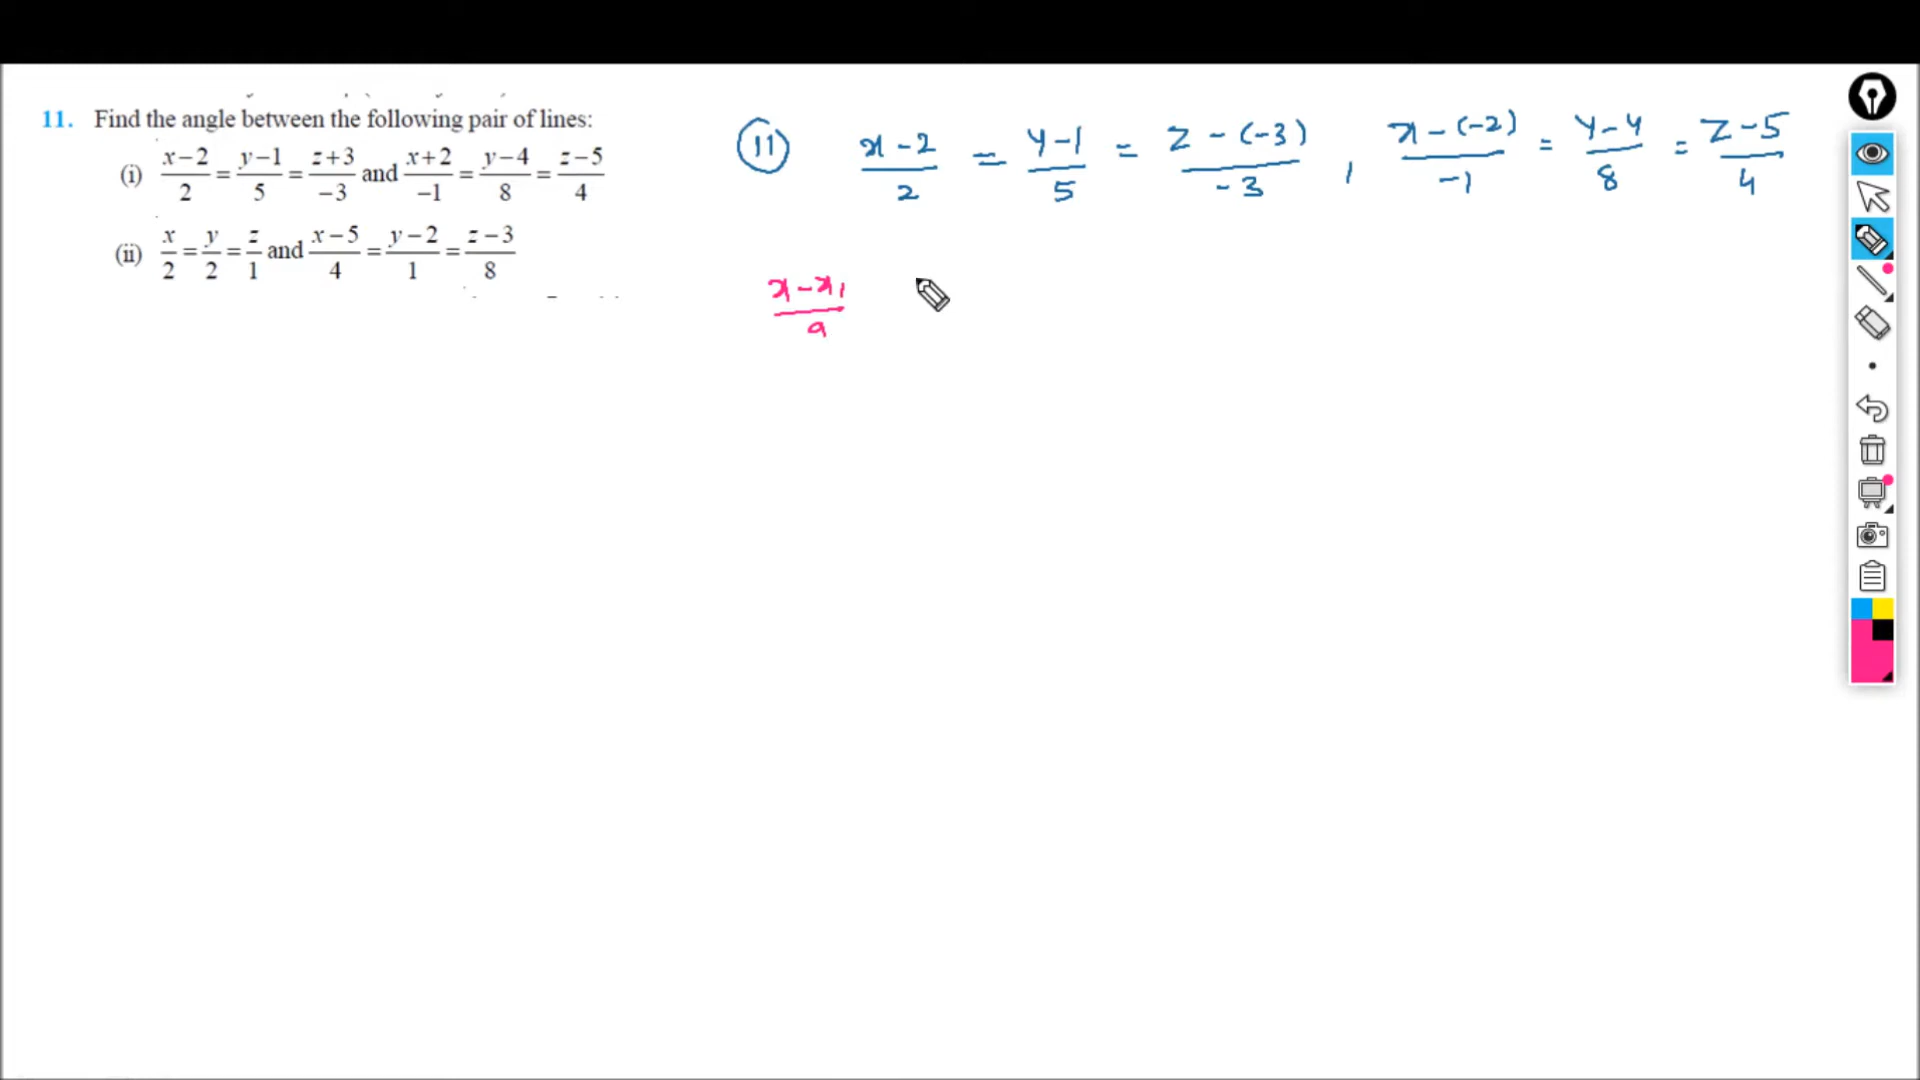 11. Find the angle between the following pair of lines:
(i) x−2/2 = y−1/5 = z+3/−3 and x+2/−1 = y−4/8 = z−5/4
(ii) x/2 = y/2 = z/1 and x−5/4 = y−2/1 = z−3/8
11 x−2/2 = y−1/5 = z−(−3)/−3 , x−(−2)/−1 = y−4/8 = z−5/4
x−x₁/a